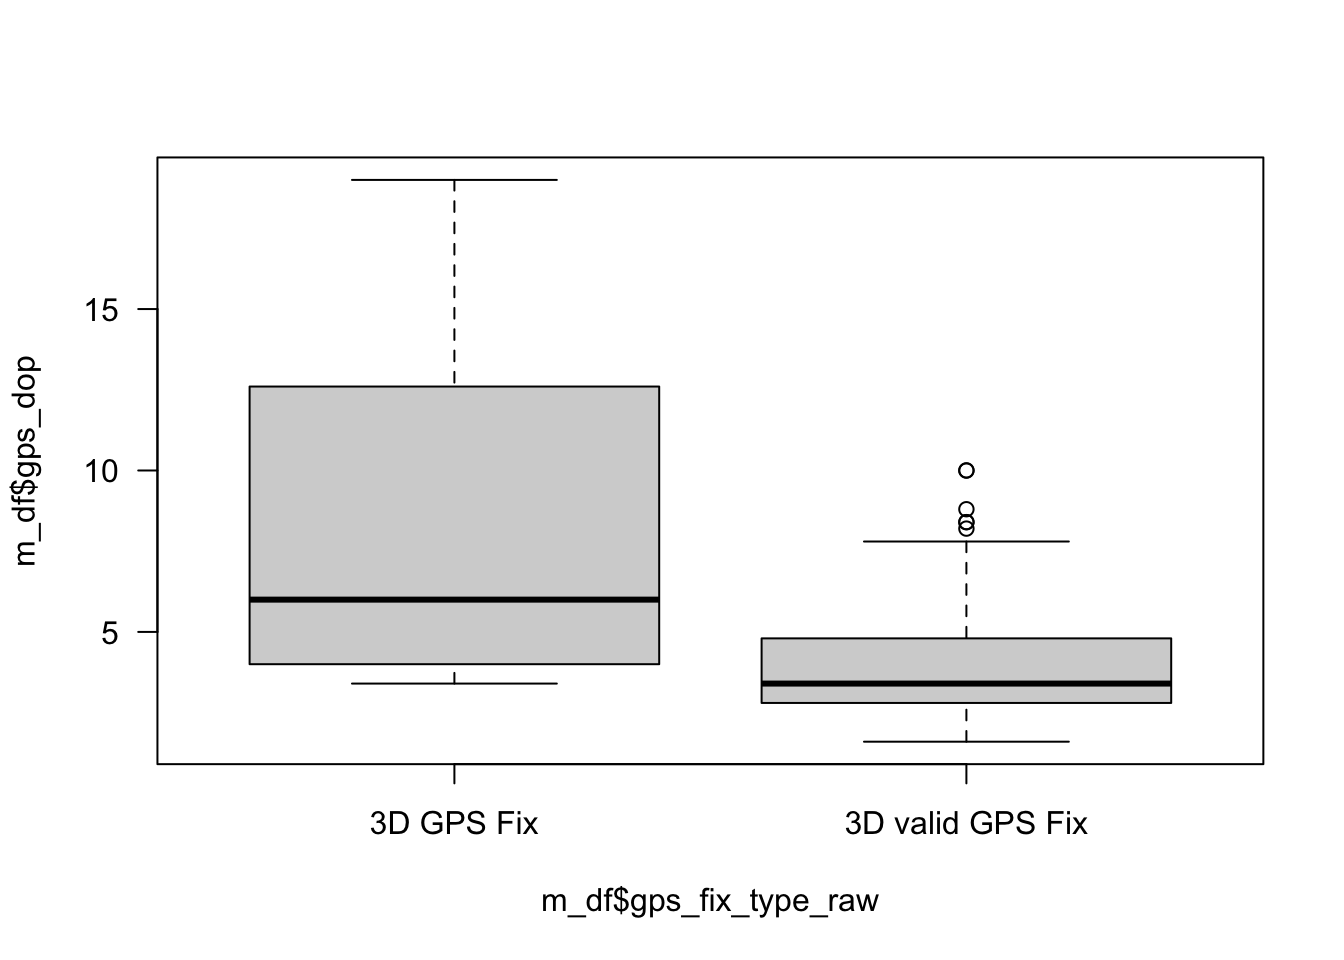 m_df$gps_dop
15
10
5
3D GPS Fix
3D valid GPS Fix
m_df$gps_fix_type_raw